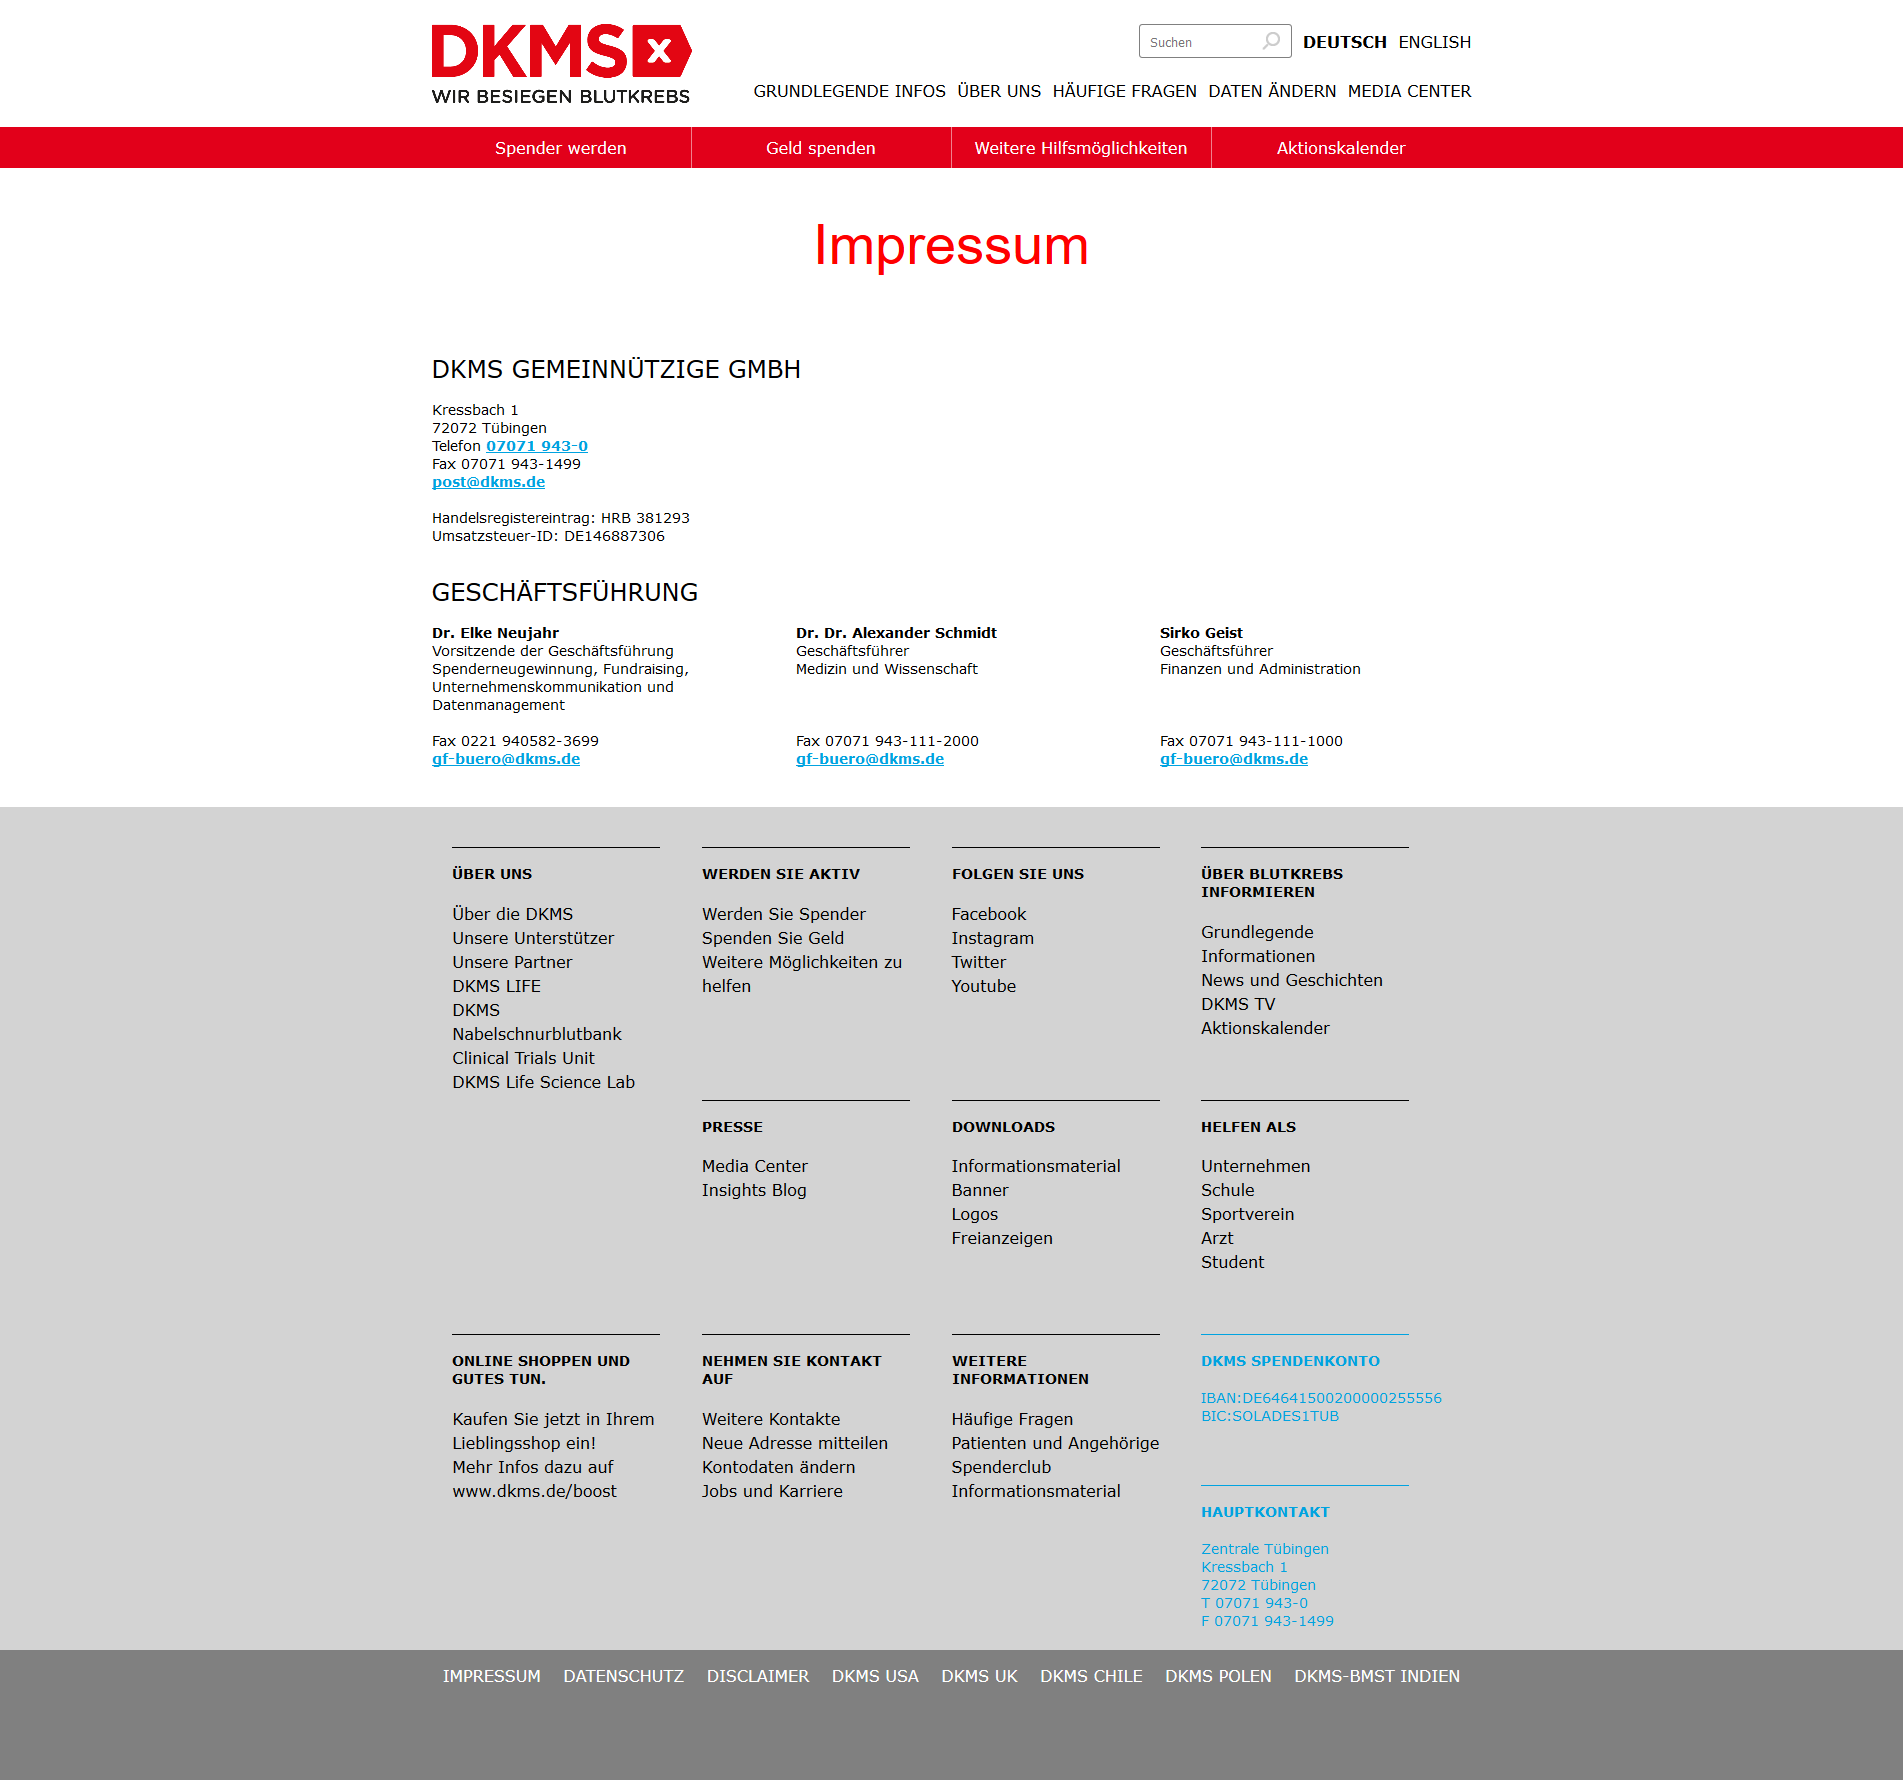 DKMS x
WIR BESIEGEN BLUTKREBS
Suchen
DEUTSCH ENGLISH
GRUNDLEGENDE INFOS ÜBER UNS HÄUFIGE FRAGEN DATEN ÄNDERN MEDIA CENTER
Spender werden Geld spenden Weitere Hilfsmöglichkeiten Aktionskalender
Impressum
DKMS GEMEINNÜTZIGE GMBH
Kressbach 1
72072 Tübingen
Telefon 07071 943-0
Fax 07071 943-1499
post@dkms.de
Handelsregistereintrag: HRB 381293
Umsatzsteuer-ID: DE146887306
GESCHÄFTSFÜHRUNG
Dr. Elke Neujahr
Vorsitzende der Geschäftsführung
Spenderneugewinnung, Fundraising,
Unternehmenskommunikation und
Datenmanagement
Fax 0221 940582-3699
gf-buero@dkms.de
Dr. Dr. Alexander Schmidt
Geschäftsführer
Medizin und Wissenschaft
Fax 07071 943-111-2000
gf-buero@dkms.de
Sirko Geist
Geschäftsführer
Finanzen und Administration
Fax 07071 943-111-1000
gf-buero@dkms.de
ÜBER UNS
Über die DKMS
Unsere Unterstützer
Unsere Partner
DKMS LIFE
DKMS
Nabelschnurblutbank
Clinical Trials Unit
DKMS Life Science Lab
WERDEN SIE AKTIV
Werden Sie Spender
Spenden Sie Geld
Weitere Möglichkeiten zu
helfen
FOLGEN SIE UNS
Facebook
Instagram
Twitter
Youtube
ÜBER BLUTKREBS
INFORMIEREN
Grundlegende
Informationen
News und Geschichten
DKMS TV
Aktionskalender
PRESSE
Media Center
Insights Blog
DOWNLOADS
Informationsmaterial
Banner
Logos
Freianzeigen
HELFEN ALS
Unternehmen
Schule
Sportverein
Arzt
Student
ONLINE SHOPPEN UND
GUTES TUN.
Kaufen Sie jetzt in Ihrem
Lieblingsshop ein!
Mehr Infos dazu auf
www.dkms.de/boost
NEHMEN SIE KONTAKT
AUF
Weitere Kontakte
Neue Adresse mitteilen
Kontodaten ändern
Jobs und Karriere
WEITERE
INFORMATIONEN
Häufige Fragen
Patienten und Angehörige
Spenderclub
Informationsmaterial
DKMS SPENDENKONTO
IBAN:DE64641500200000255556
BIC:SOLADES1TUB
HAUPTKONTAKT
Zentrale Tübingen
Kressbach 1
72072 Tübingen
T 07071 943-0
F 07071 943-1499
IMPRESSUM DATENSCHUTZ DISCLAIMER DKMS USA DKMS UK DKMS CHILE DKMS POLEN DKMS-BMST INDIEN